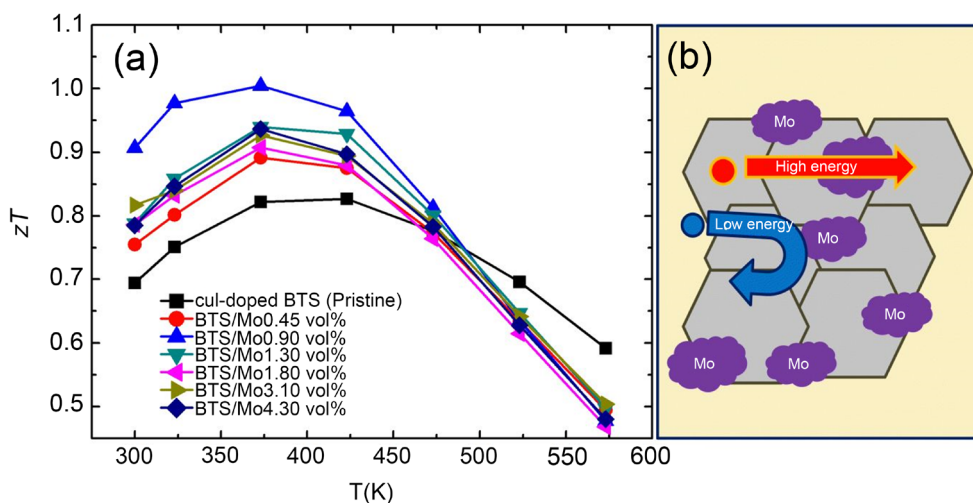 (a)
1.1
1.0
0.9
0.8
0.7
0.6
0.5
zT
300 350 400 450 500 550 600
T(K)
cul-doped BTS (Pristine)
BTS/Mo0.45 vol%
BTS/Mo0.90 vol%
BTS/Mo1.30 vol%
BTS/Mo1.80 vol%
BTS/Mo3.10 vol%
BTS/Mo4.30 vol%
(b)
Mo
High energy
Low energy
Mo
Mo
Mo
Mo